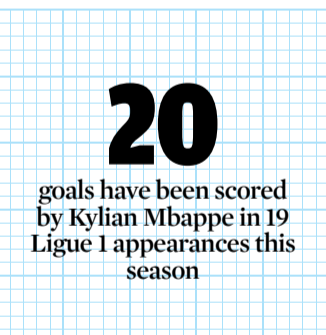 20
goals have been scored
by Kylian Mbappe in 19
Ligue 1 appearances this
season